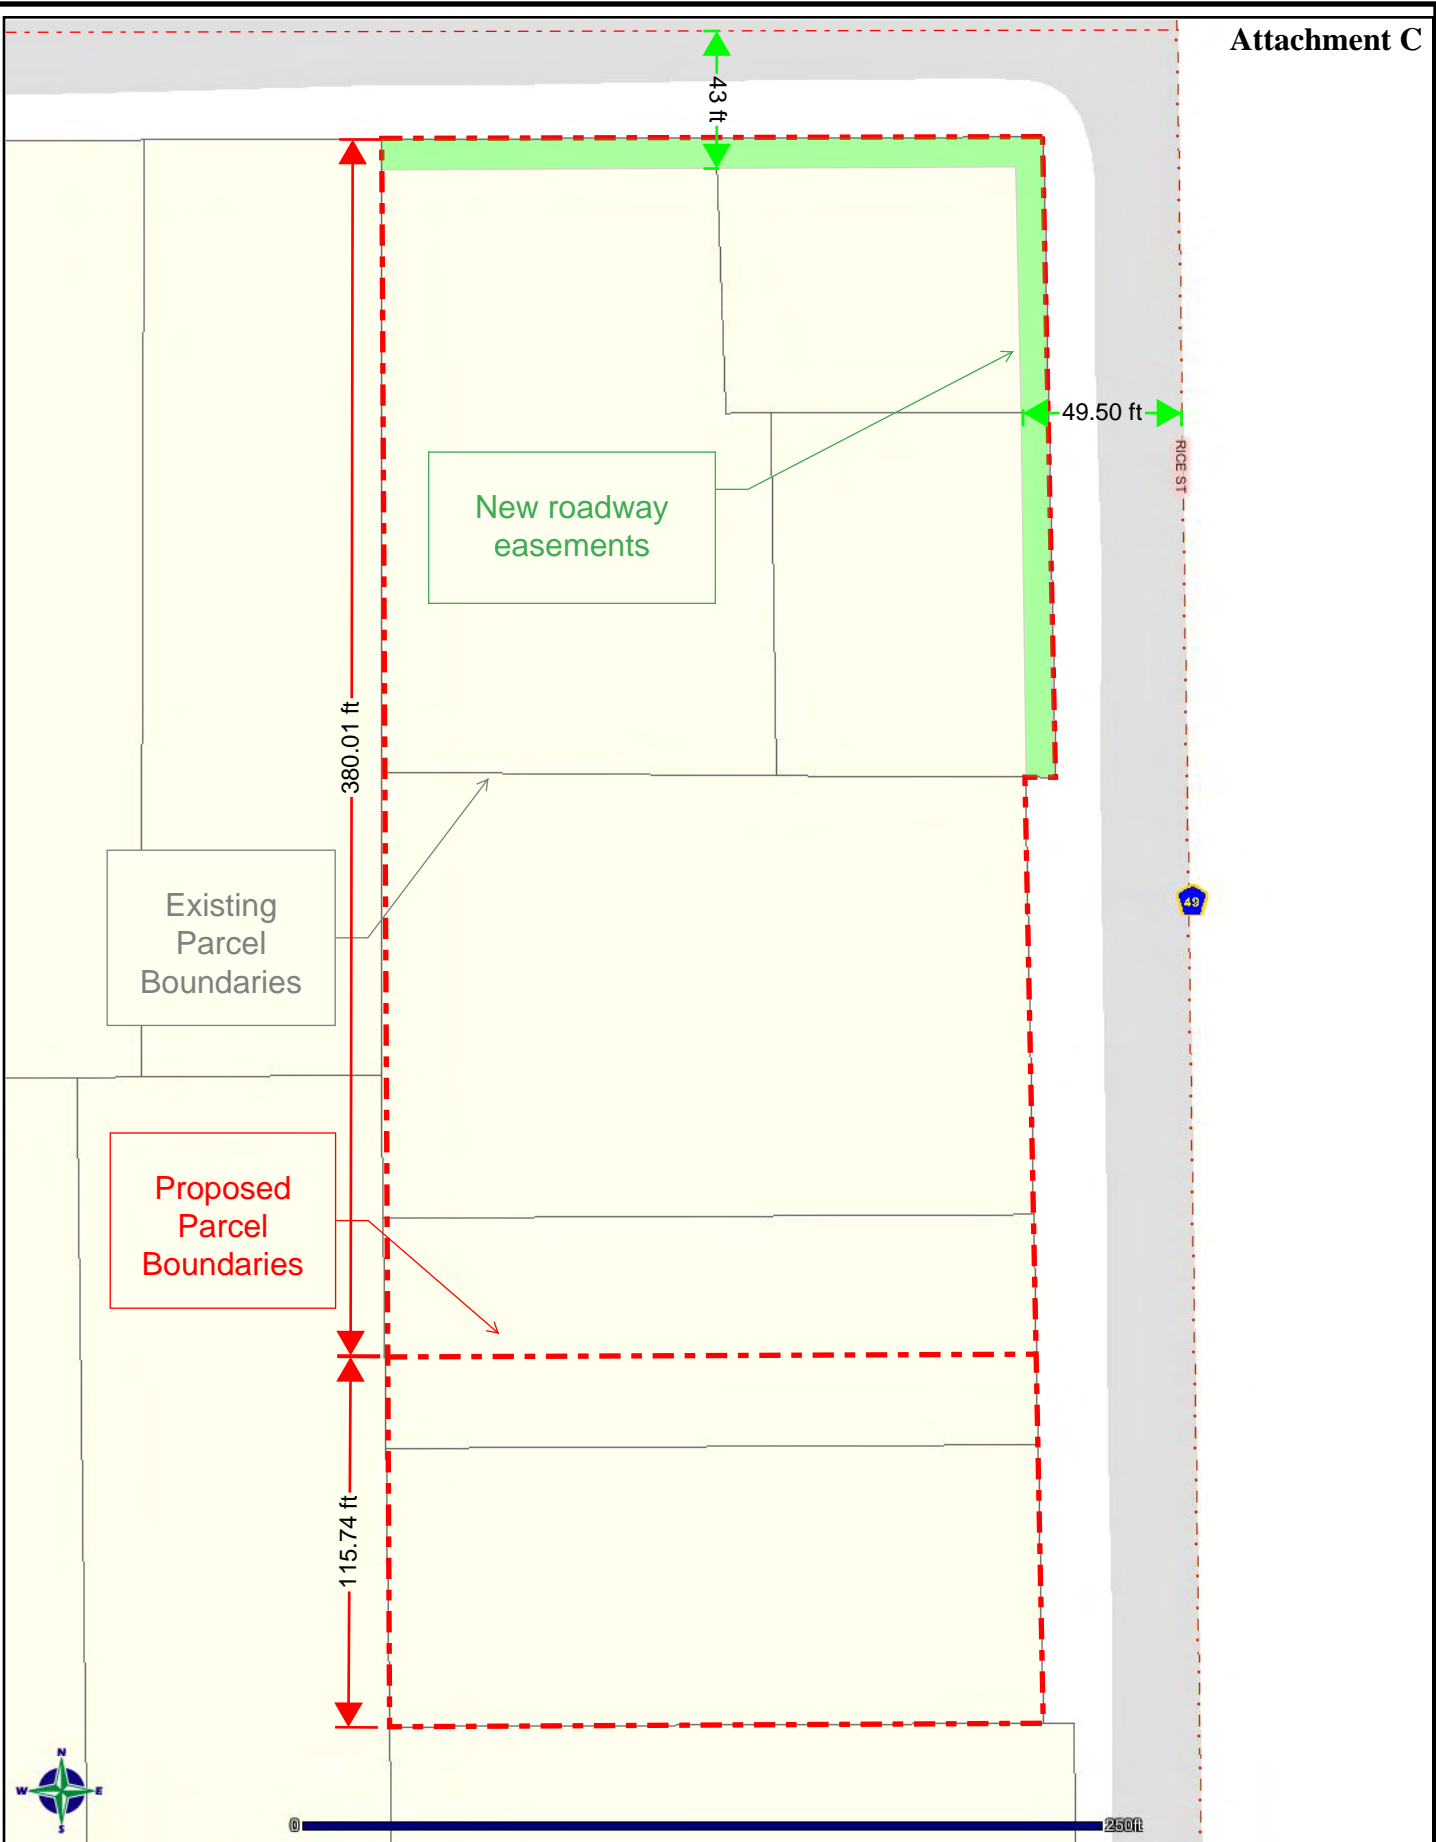 Attachment C
43 ft
49.50 ft
RICE ST
New roadway
easements
380.01 ft
Existing
Parcel
Boundaries
49
Proposed
Parcel
Boundaries
115.74 ft
N
W E
S
0 250ft